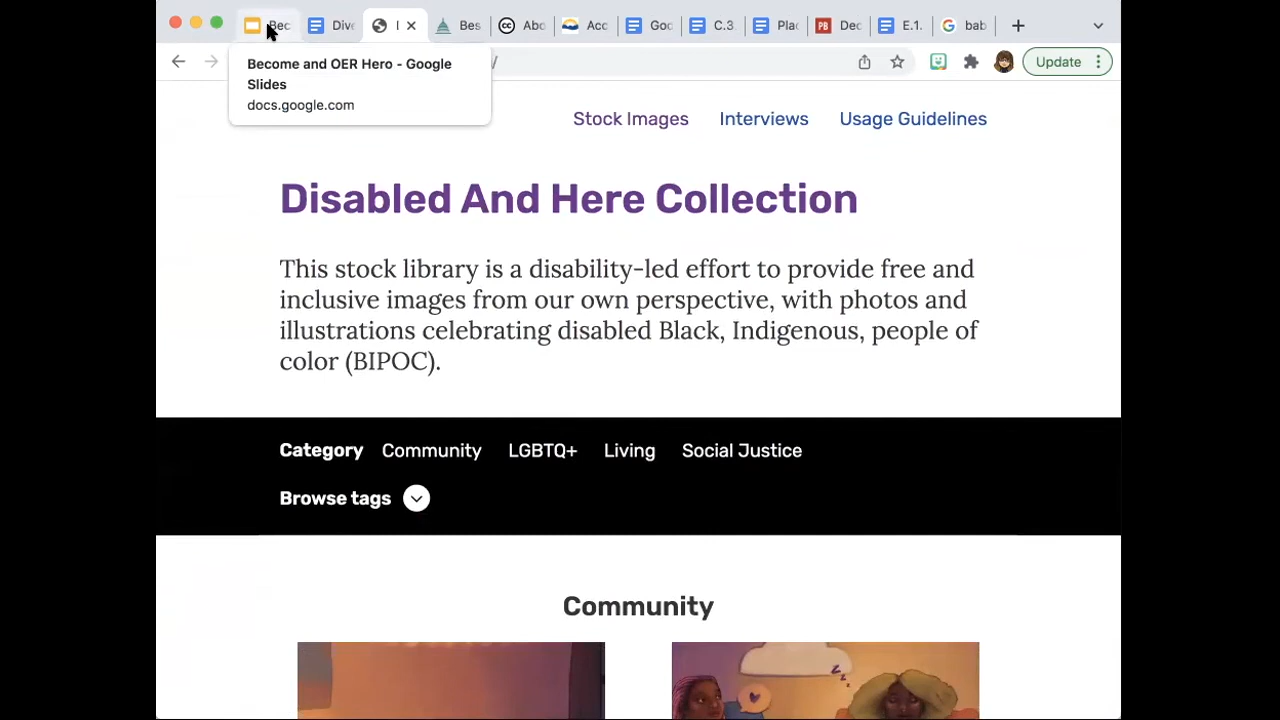 Bec
Dive
Bes
Abo
Acc
Goo
C.3.
Plac
Dec
E.1.
bab
Become and OER Hero - Google
Slides
docs.google.com
/
Update
Stock Images
Interviews
Usage Guidelines
Disabled And Here Collection
This stock library is a disability-led effort to provide free and
inclusive images from our own perspective, with photos and
illustrations celebrating disabled Black, Indigenous, people of
color (BIPOC).
Category Community LGBTQ+ Living Social Justice
Browse tags
Community